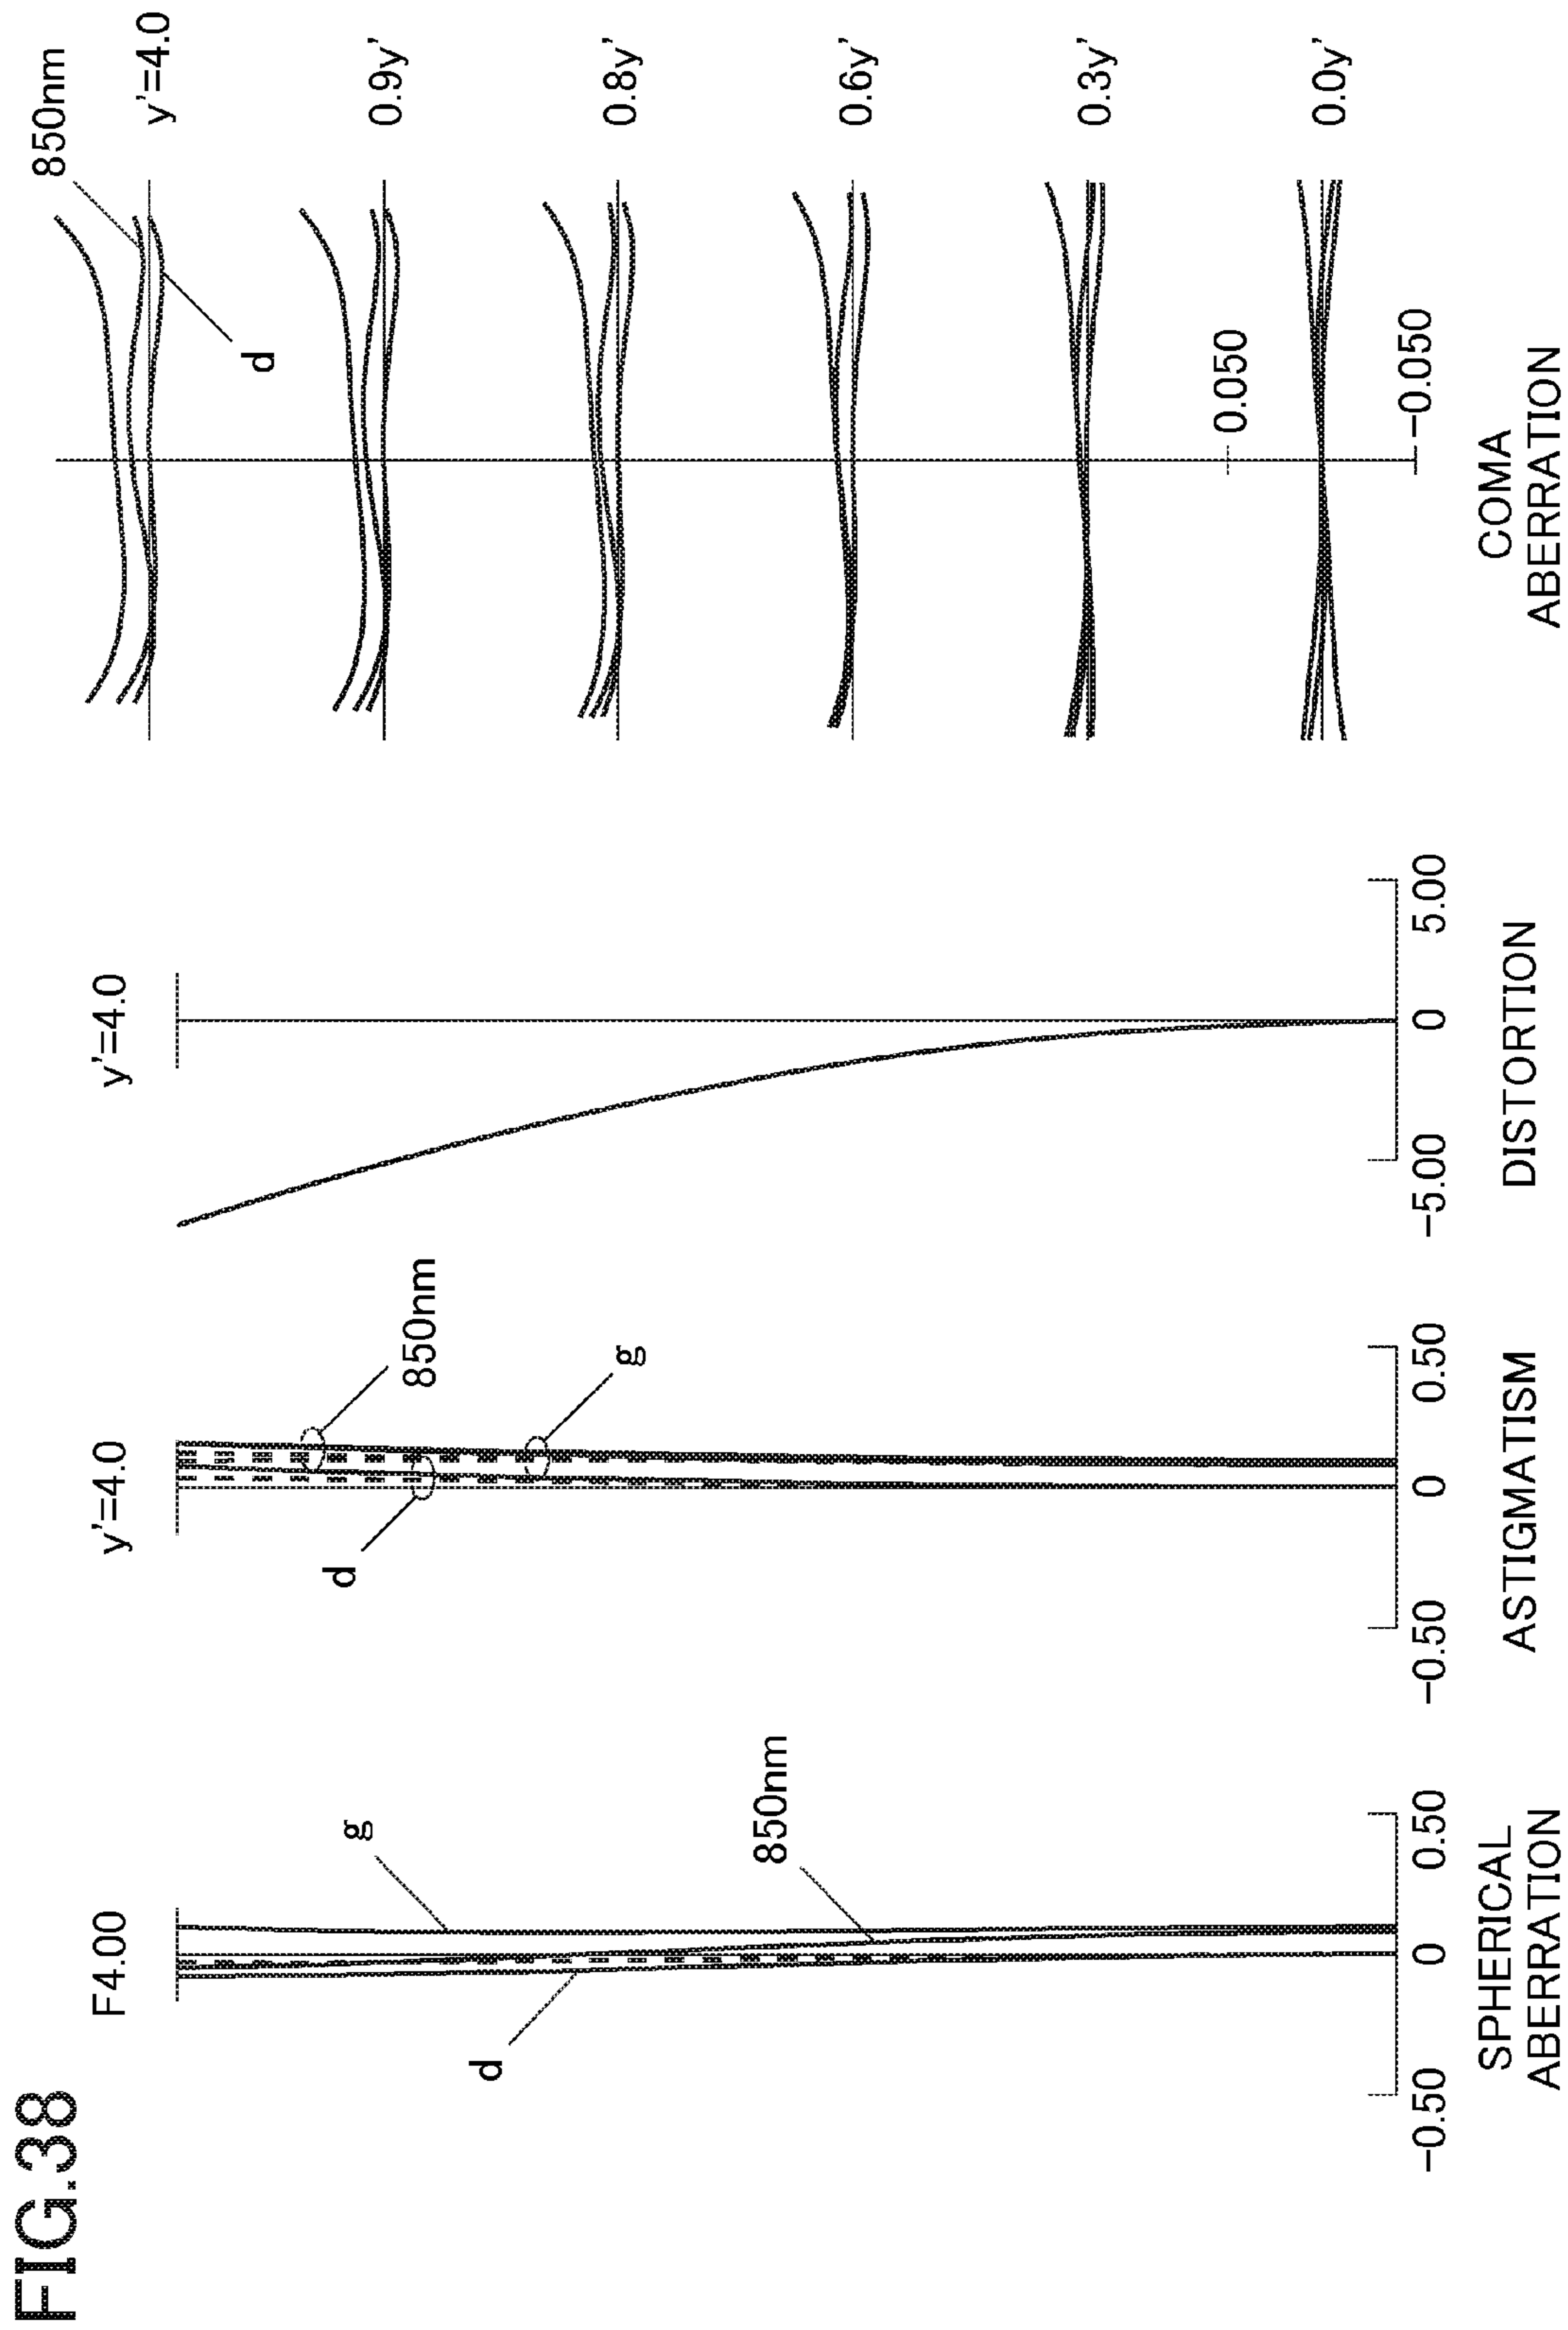 FIG.38
F4.00
g
850nm
d
-0.50
0
0.50
SPHERICAL
ABERRATION
y'=4.0
850nm
g
d
-0.50
0
0.50
ASTIGMATISM
y'=4.0
-5.00
0
5.00
DISTORTION
850nm
y'=4.0
d
0.9y'
0.8y'
0.6y'
0.3y'
0.050
0.0y'
-0.050
COMA
ABERRATION